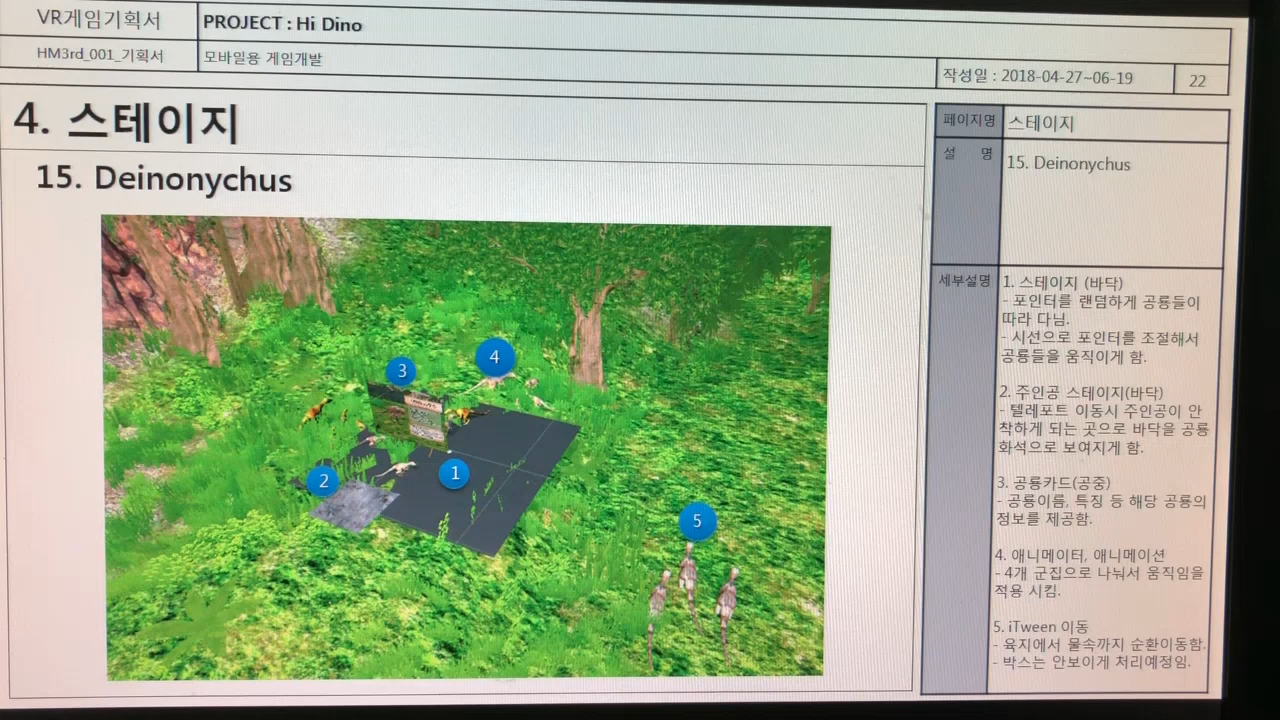 VR게임기획서
PROJECT : Hi Dino
HM3rd_001_기획서
모바일용 게임개발
작성일 : 2018-04-27~06-19
22
4. 스테이지
15. Deinonychus
3
4
2
1
5
페이지명
스테이지
설 명
15. Deinonychus
세부설명
1. 스테이지 (바닥)
- 포인터를 랜덤하게 공룡들이
따라 다님.
- 시선으로 포인터를 조절해서
공룡들을 움직이게 함.
2. 주인공 스테이지(바닥)
- 텔레포트 이동시 주인공이 안
착하게 되는 곳으로 바닥을 공룡
화석으로 보여지게 함.
3. 공룡카드(공중)
- 공룡이름, 특징 등 해당 공룡의
정보를 제공함.
4. 애니메이터, 애니메이션
- 4개 군집으로 나눠서 움직임을
적용 시킴.
5. iTween 이동
- 육지에서 물속까지 순환이동함.
- 박스는 안보이게 처리예정임.